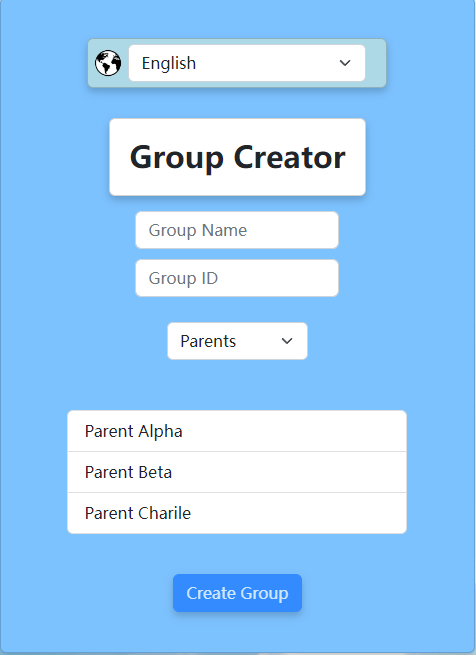 English
Group Creator
Group Name
Group ID
Parents
Parent Alpha
Parent Beta
Parent Charile
Create Group